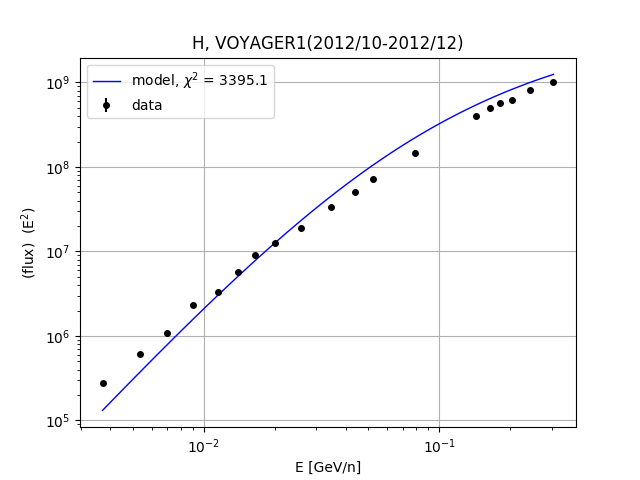 H, VOYAGER1(2012/10-2012/12)
model, χ² = 3395.1
data
(flux) (E²)
10⁹
10⁸
10⁷
10⁶
10⁵
10⁻²
10⁻¹
E [GeV/n]